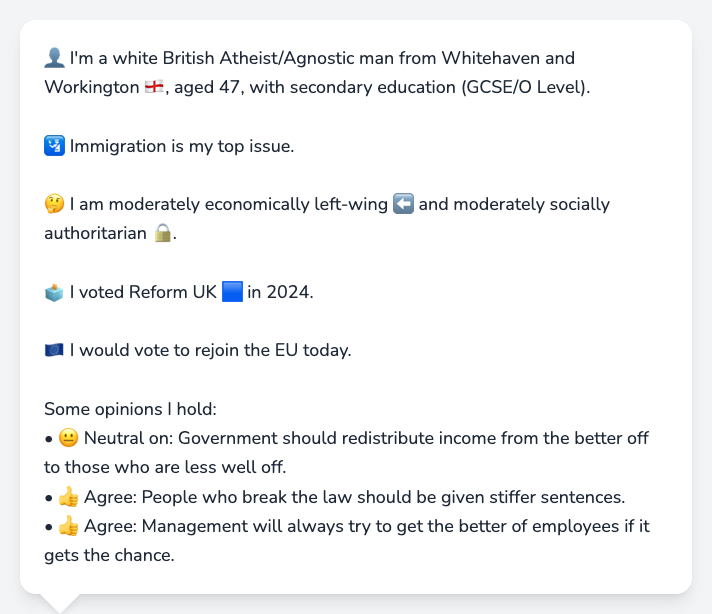 👤 I'm a white British Atheist/Agnostic man from Whitehaven and
Workington 🏴󠁧󠁢󠁥󠁮󠁧󠁿, aged 47, with secondary education (GCSE/O Level).
🛂 Immigration is my top issue.
🤔 I am moderately economically left-wing ⬅️ and moderately socially
authoritarian 🔒.
🗳️ I voted Reform UK 🟦 in 2024.
🇪🇺 I would vote to rejoin the EU today.
Some opinions I hold:
• 😐 Neutral on: Government should redistribute income from the better off
to those who are less well off.
• 👍 Agree: People who break the law should be given stiffer sentences.
• 👍 Agree: Management will always try to get the better of employees if it
gets the chance.